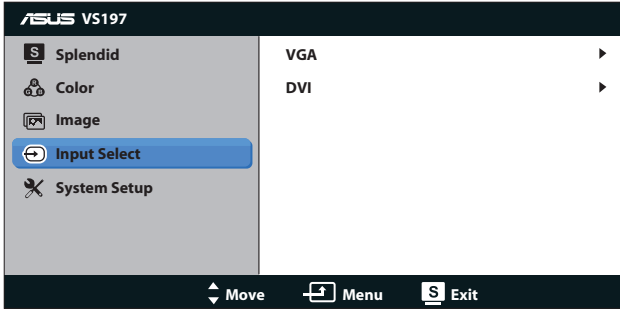 ASUS VS197
S Splendid
Color
Image
Input Select
System Setup
VGA
DVI
Move Menu S Exit